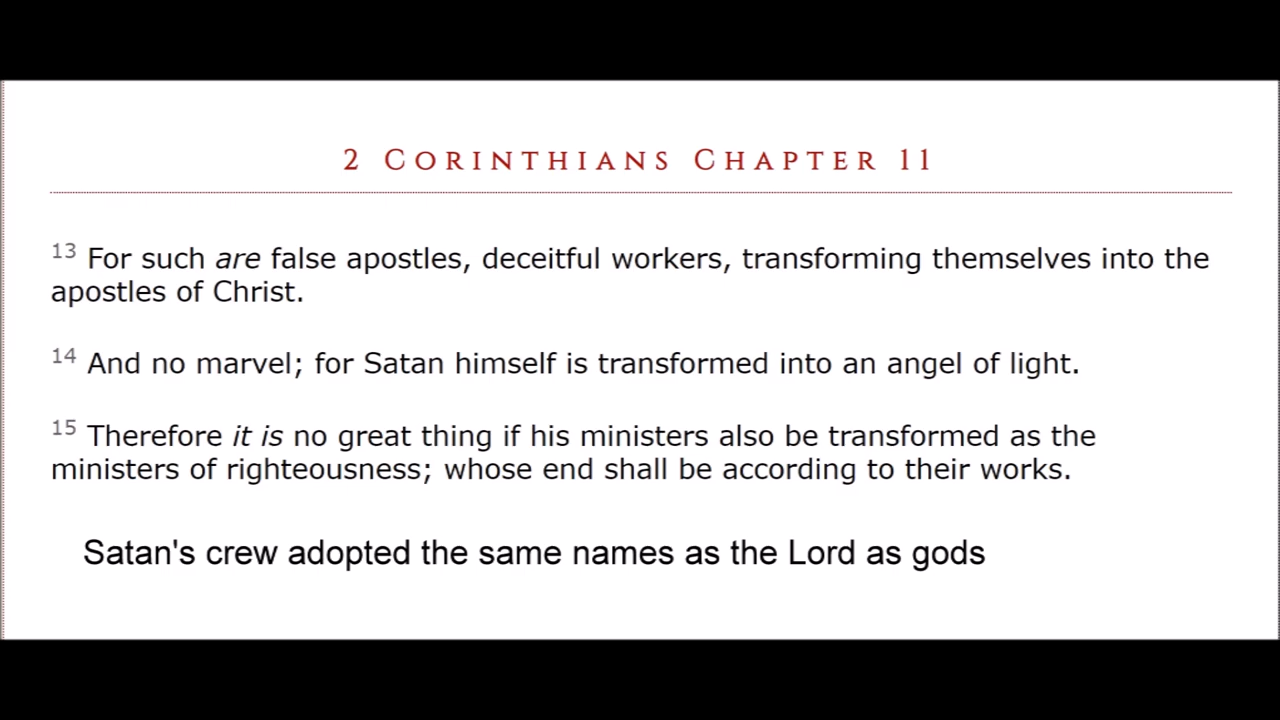 2 Corinthians Chapter 11
13 For such are false apostles, deceitful workers, transforming themselves into the
apostles of Christ.
14 And no marvel; for Satan himself is transformed into an angel of light.
15 Therefore it is no great thing if his ministers also be transformed as the
ministers of righteousness; whose end shall be according to their works.
Satan's crew adopted the same names as the Lord as gods